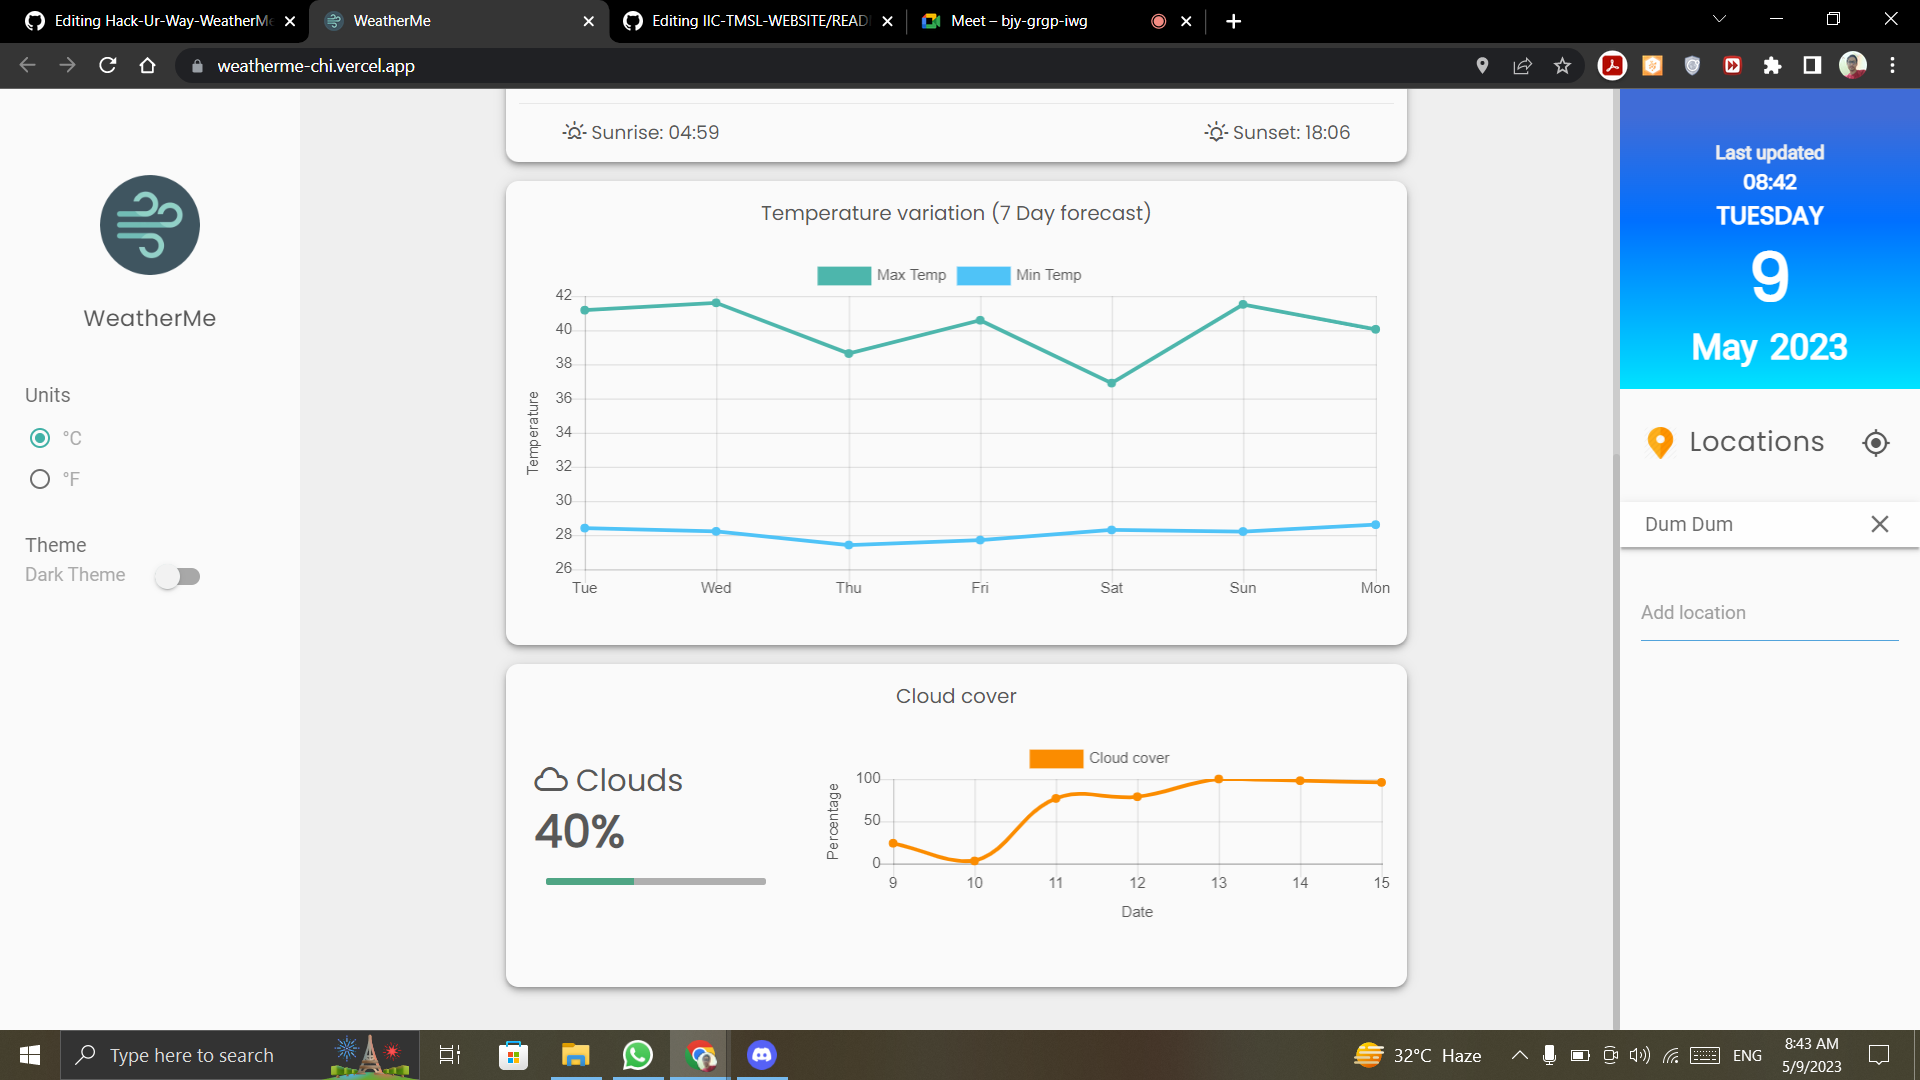 Editing Hack-Ur-Way-WeatherMe
WeatherMe
Editing IIC-TMSL-WEBSITE/READ
Meet – bjy-grgp-iwg
weatherme-chi.vercel.app
WeatherMe
Units
°C
°F
Theme
Dark Theme
Sunrise: 04:59
Sunset: 18:06
Temperature variation (7 Day forecast)
Max Temp
Min Temp
Temperature
42
40
38
36
34
32
30
28
26
Tue
Wed
Thu
Fri
Sat
Sun
Mon
Cloud cover
Clouds
40%
Cloud cover
Percentage
100
50
0
9
10
11
12
13
14
15
Date
Last updated
08:42
TUESDAY
9
May 2023
Locations
Dum Dum
Add location
Type here to search
32°C Haze
ENG
8:43 AM
5/9/2023